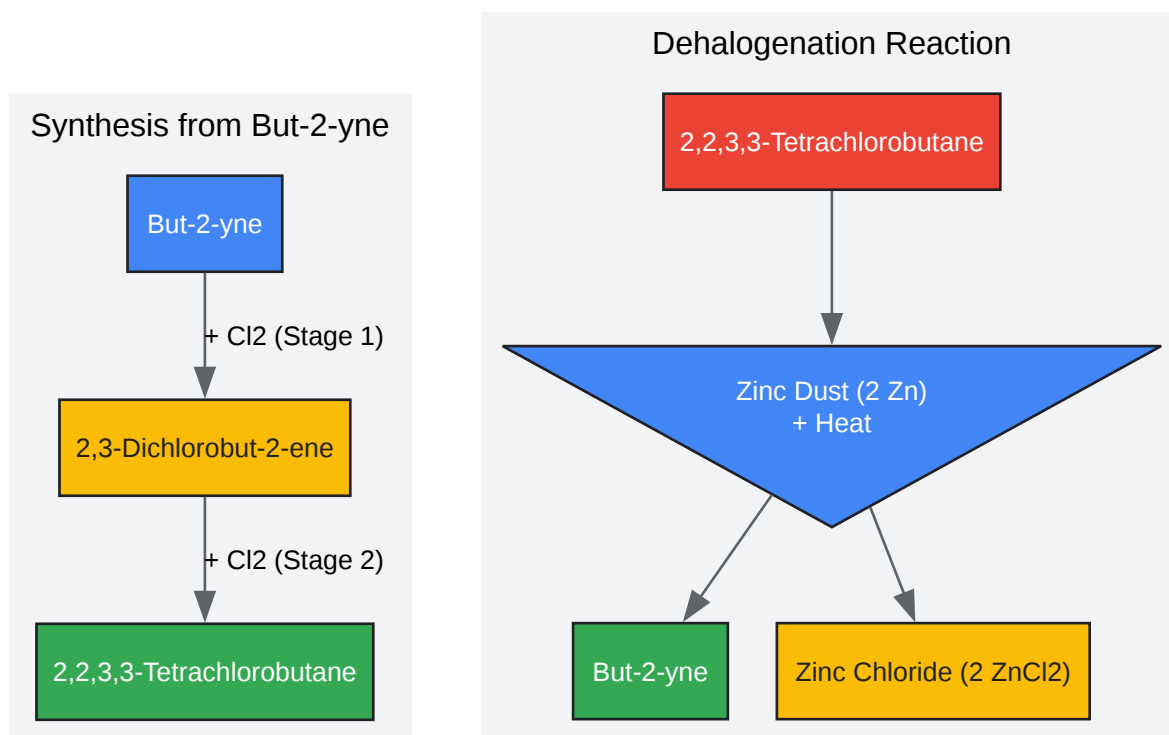 Synthesis from But-2-yne
But-2-yne
+ Cl2 (Stage 1)
2,3-Dichlorobut-2-ene
+ Cl2 (Stage 2)
2,2,3,3-Tetrachlorobutane
Dehalogenation Reaction
2,2,3,3-Tetrachlorobutane
Zinc Dust (2 Zn)
+ Heat
But-2-yne
Zinc Chloride (2 ZnCl2)